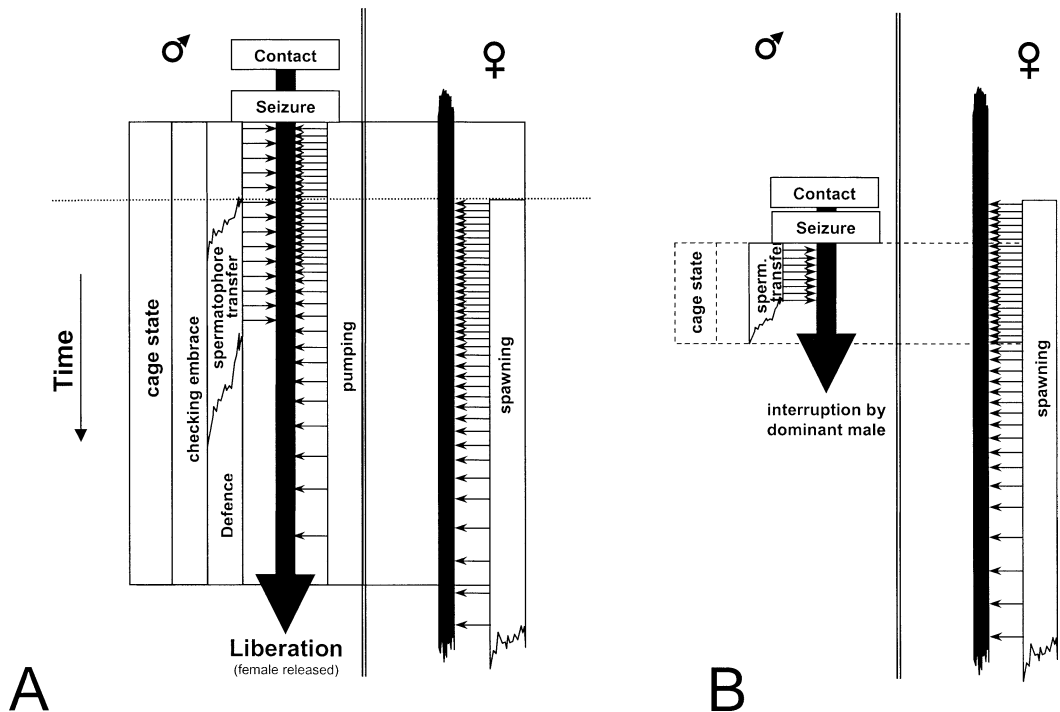 ♂
♀
Contact
Seizure
Time
cage state
checking embrace
spermatophore
transfer
Defence
pumping
spawning
Liberation
(female released)
A
♂
♀
Contact
Seizure
cage state
sperm.
transfer
spawning
interruption by
dominant male
B